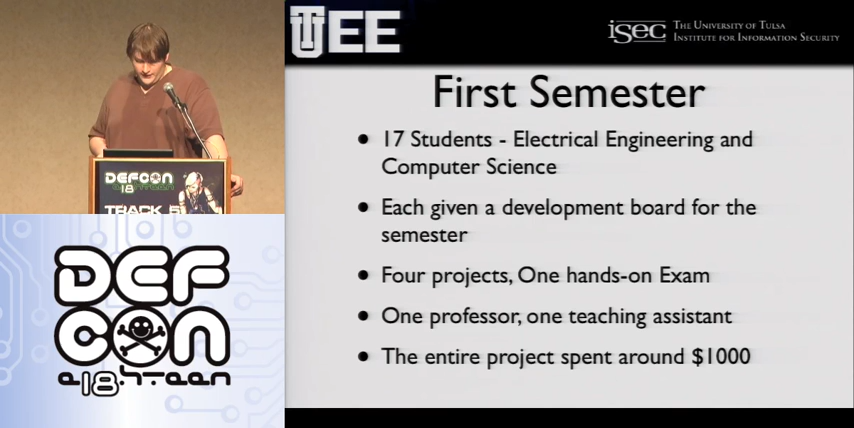 TU EE
isec THE UNIVERSITY OF TULSA
INSTITUTE FOR INFORMATION SECURITY
First Semester
• 17 Students - Electrical Engineering and
Computer Science
• Each given a development board for the
semester
• Four projects, One hands-on Exam
• One professor, one teaching assistant
• The entire project spent around $1000
DEFCON
18
TRACK 5
DEF
CON
e18hteen